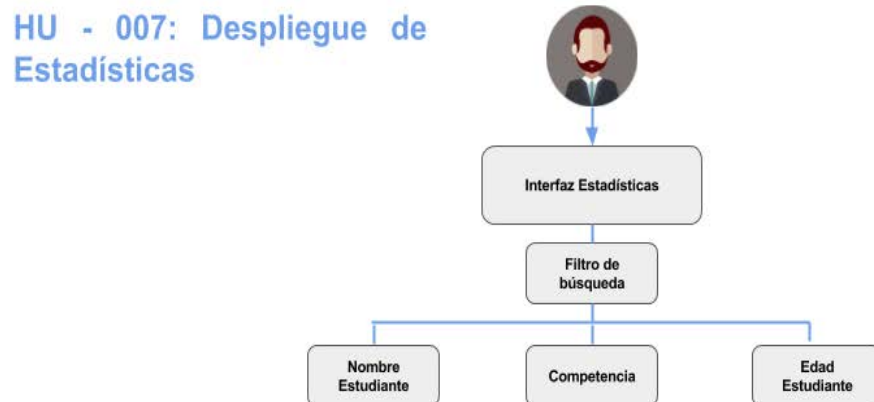 HU - 007: Despliegue de
Estadísticas
Interfaz Estadísticas
Filtro de
búsqueda
Nombre
Estudiante
Competencia
Edad
Estudiante